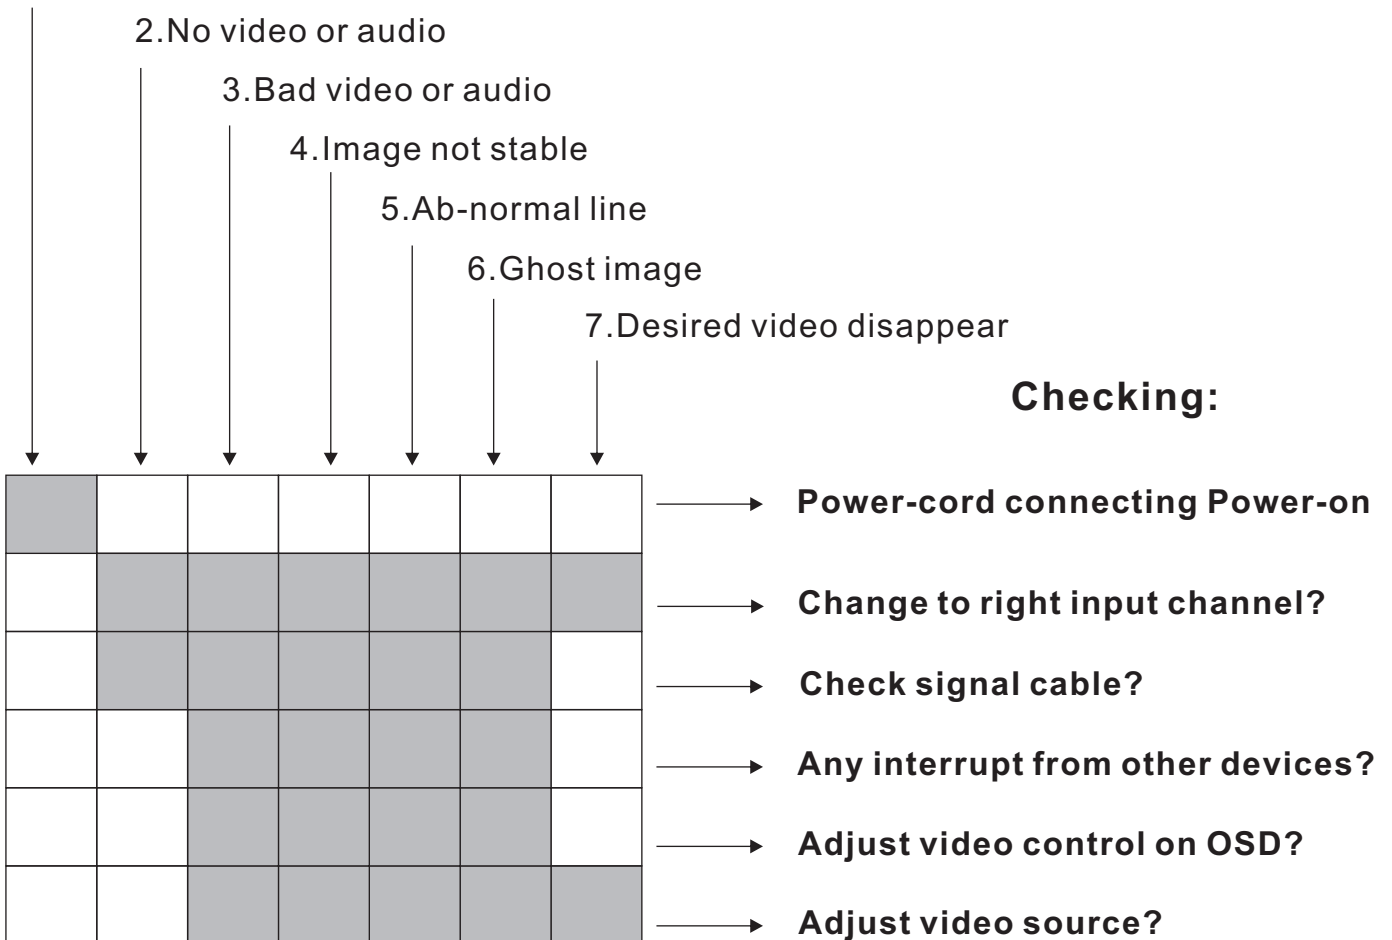 2.No video or audio
3.Bad video or audio
4.Image not stable
5.Ab-normal line
6.Ghost image
7.Desired video disappear
Checking:
Power-cord connecting Power-on
Change to right input channel?
Check signal cable?
Any interrupt from other devices?
Adjust video control on OSD?
Adjust video source?